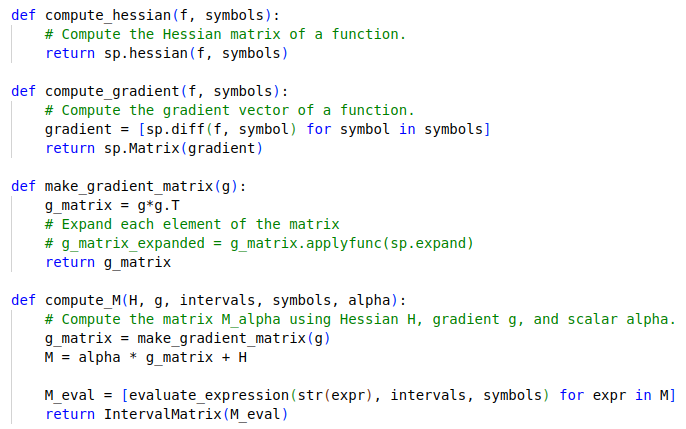 def compute_hessian(f, symbols):
    # Compute the Hessian matrix of a function.
    return sp.hessian(f, symbols)

def compute_gradient(f, symbols):
    # Compute the gradient vector of a function.
    gradient = [sp.diff(f, symbol) for symbol in symbols]
    return sp.Matrix(gradient)

def make_gradient_matrix(g):
    g_matrix = g*g.T
    # Expand each element of the matrix
    # g_matrix_expanded = g_matrix.applyfunc(sp.expand)
    return g_matrix

def compute_M(H, g, intervals, symbols, alpha):
    # Compute the matrix M_alpha using Hessian H, gradient g, and scalar alpha.
    g_matrix = make_gradient_matrix(g)
    M = alpha * g_matrix + H

    M_eval = [evaluate_expression(str(expr), intervals, symbols) for expr in M]
    return IntervalMatrix(M_eval)